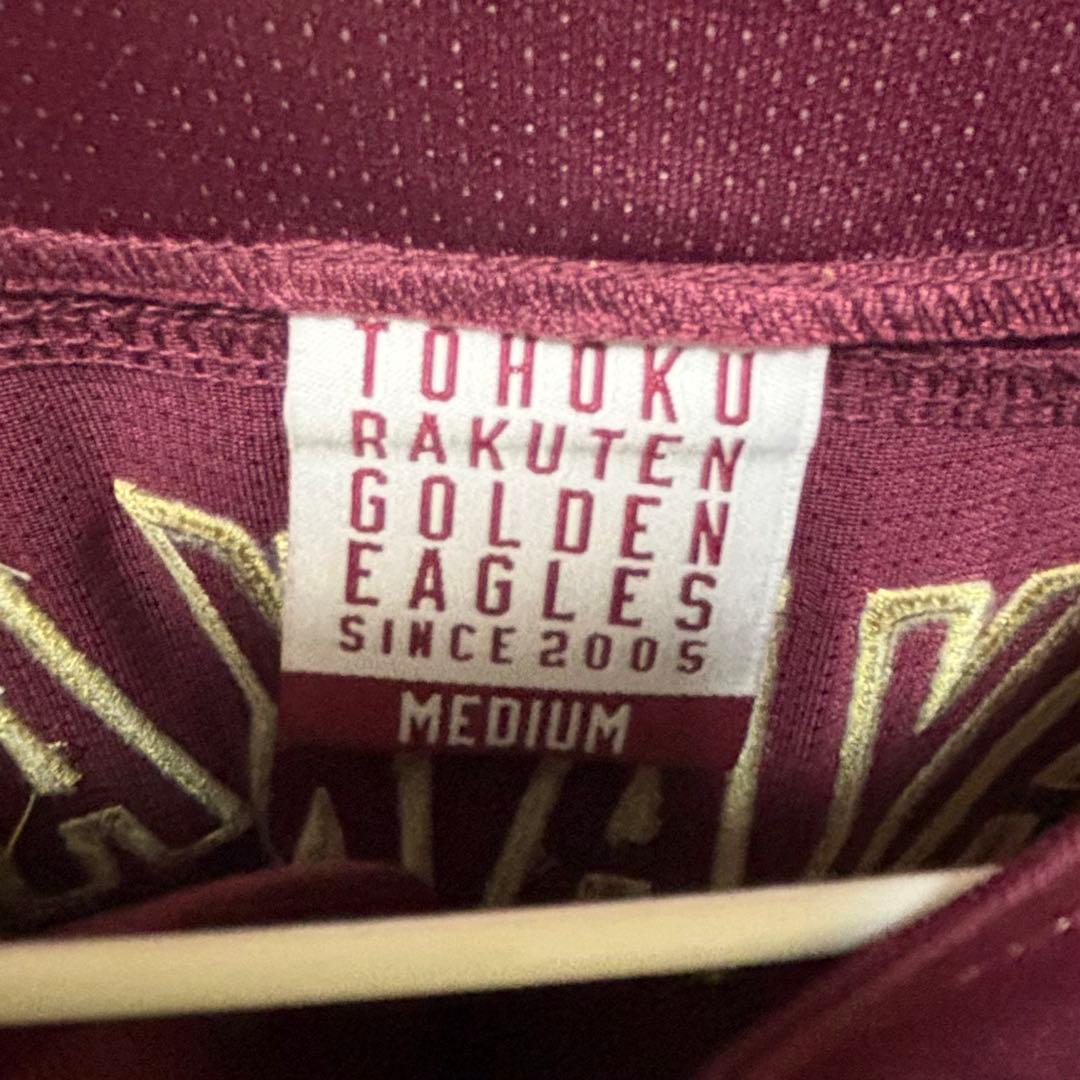 TOHOKU
RAKUTEN
GOLDEN
EAGLES
SINCE 2005
MEDIUM